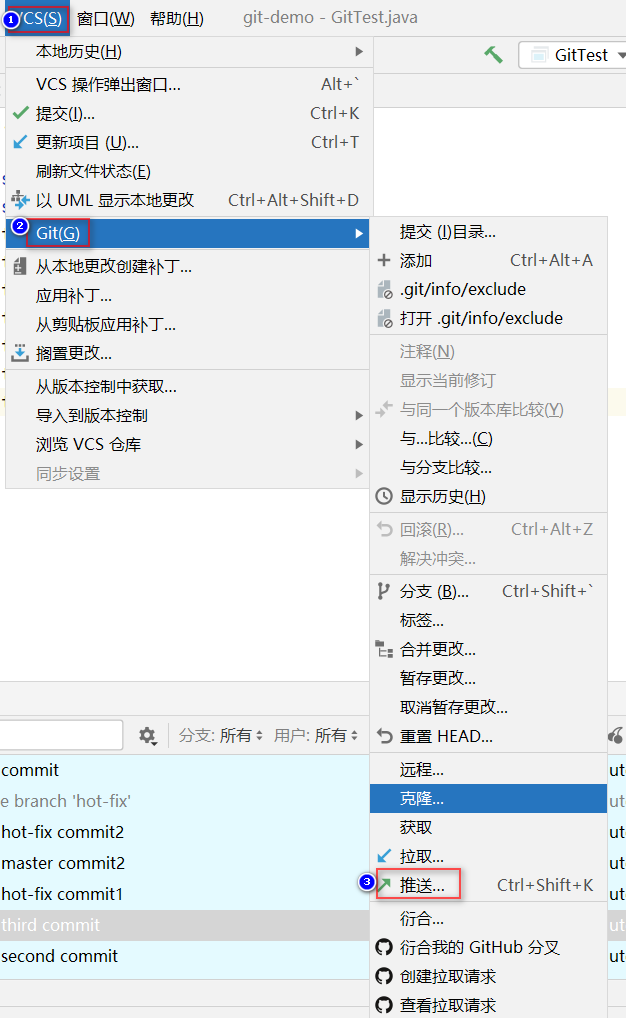 1 VCS(S) 窗口(W) 帮助(H) git-demo - GitTest.java
本地历史(H)
GitTest
VCS 操作弹出窗口... Alt+`
提交(I)... Ctrl+K
更新项目 (U)... Ctrl+T
刷新文件状态(E)
以 UML 显示本地更改 Ctrl+Alt+Shift+D
2 Git(G)
从本地更改创建补丁...
应用补丁...
从剪贴板应用补丁...
搁置更改...
从版本控制中获取...
导入到版本控制
浏览 VCS 仓库
同步设置
提交 (I)目录...
添加 Ctrl+Alt+A
.git/info/exclude
打开 .git/info/exclude
注释(N)
显示当前修订
与同一个版本库比较(Y)
与...比较...(C)
与分支比较...
显示历史(H)
回滚(R)... Ctrl+Alt+Z
解决冲突...
分支 (B)... Ctrl+Shift+`
标签...
合并更改...
暂存更改...
取消暂存更改...
重置 HEAD...
远程...
克隆...
获取
拉取...
3 推送... Ctrl+Shift+K
衍合...
衍合我的 GitHub 分叉
创建拉取请求
查看拉取请求
分支: 所有 用户: 所有
commit
e branch 'hot-fix'
hot-fix commit2
master commit2
hot-fix commit1
third commit
second commit